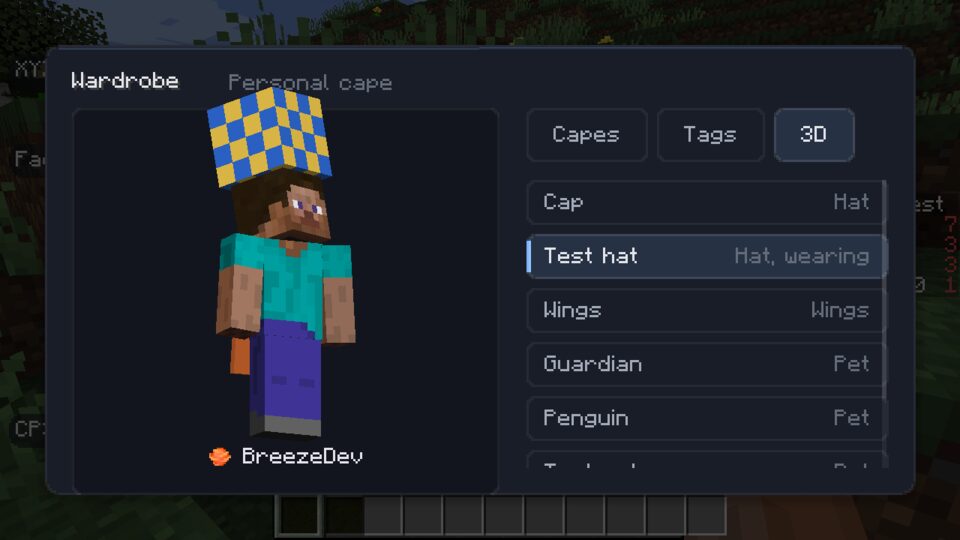 Wardrobe
Personal cape
Capes
Tags
3D
Cap
Hat
Test hat
Hat, wearing
Wings
Wings
Guardian
Pet
Penguin
Pet
BreezeDev